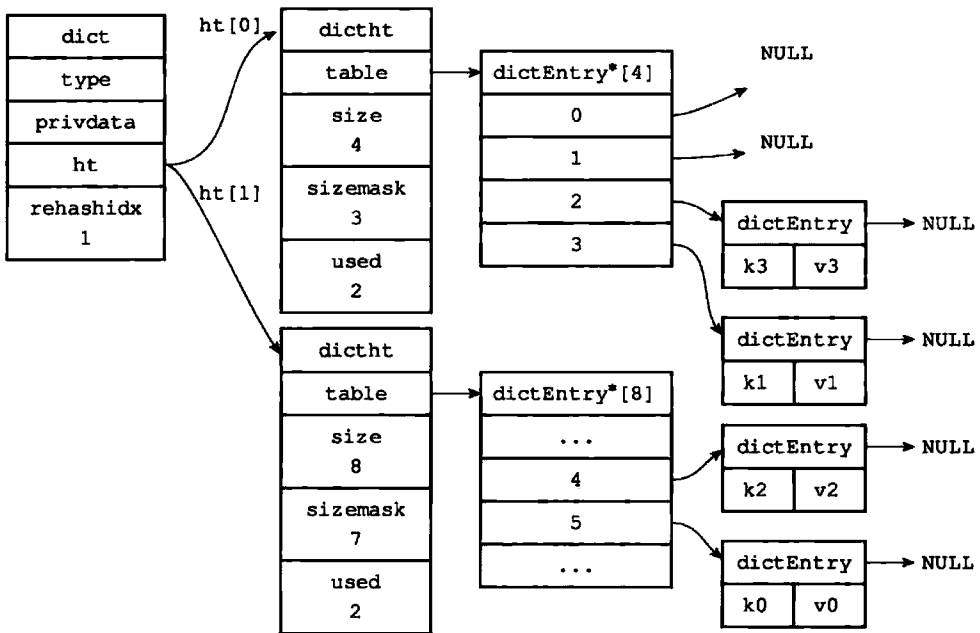 dict
type
privdata
ht
rehashidx
1
ht[0]
ht[1]
dictht
table
size
4
sizemask
3
used
2
dictEntry*[4]
0
1
2
3
NULL
NULL
dictEntry
NULL
k3 v3
dictEntry
NULL
k1 v1
dictht
table
size
8
sizemask
7
used
2
dictEntry*[8]
...
4
5
...
dictEntry
NULL
k2 v2
dictEntry
NULL
k0 v0